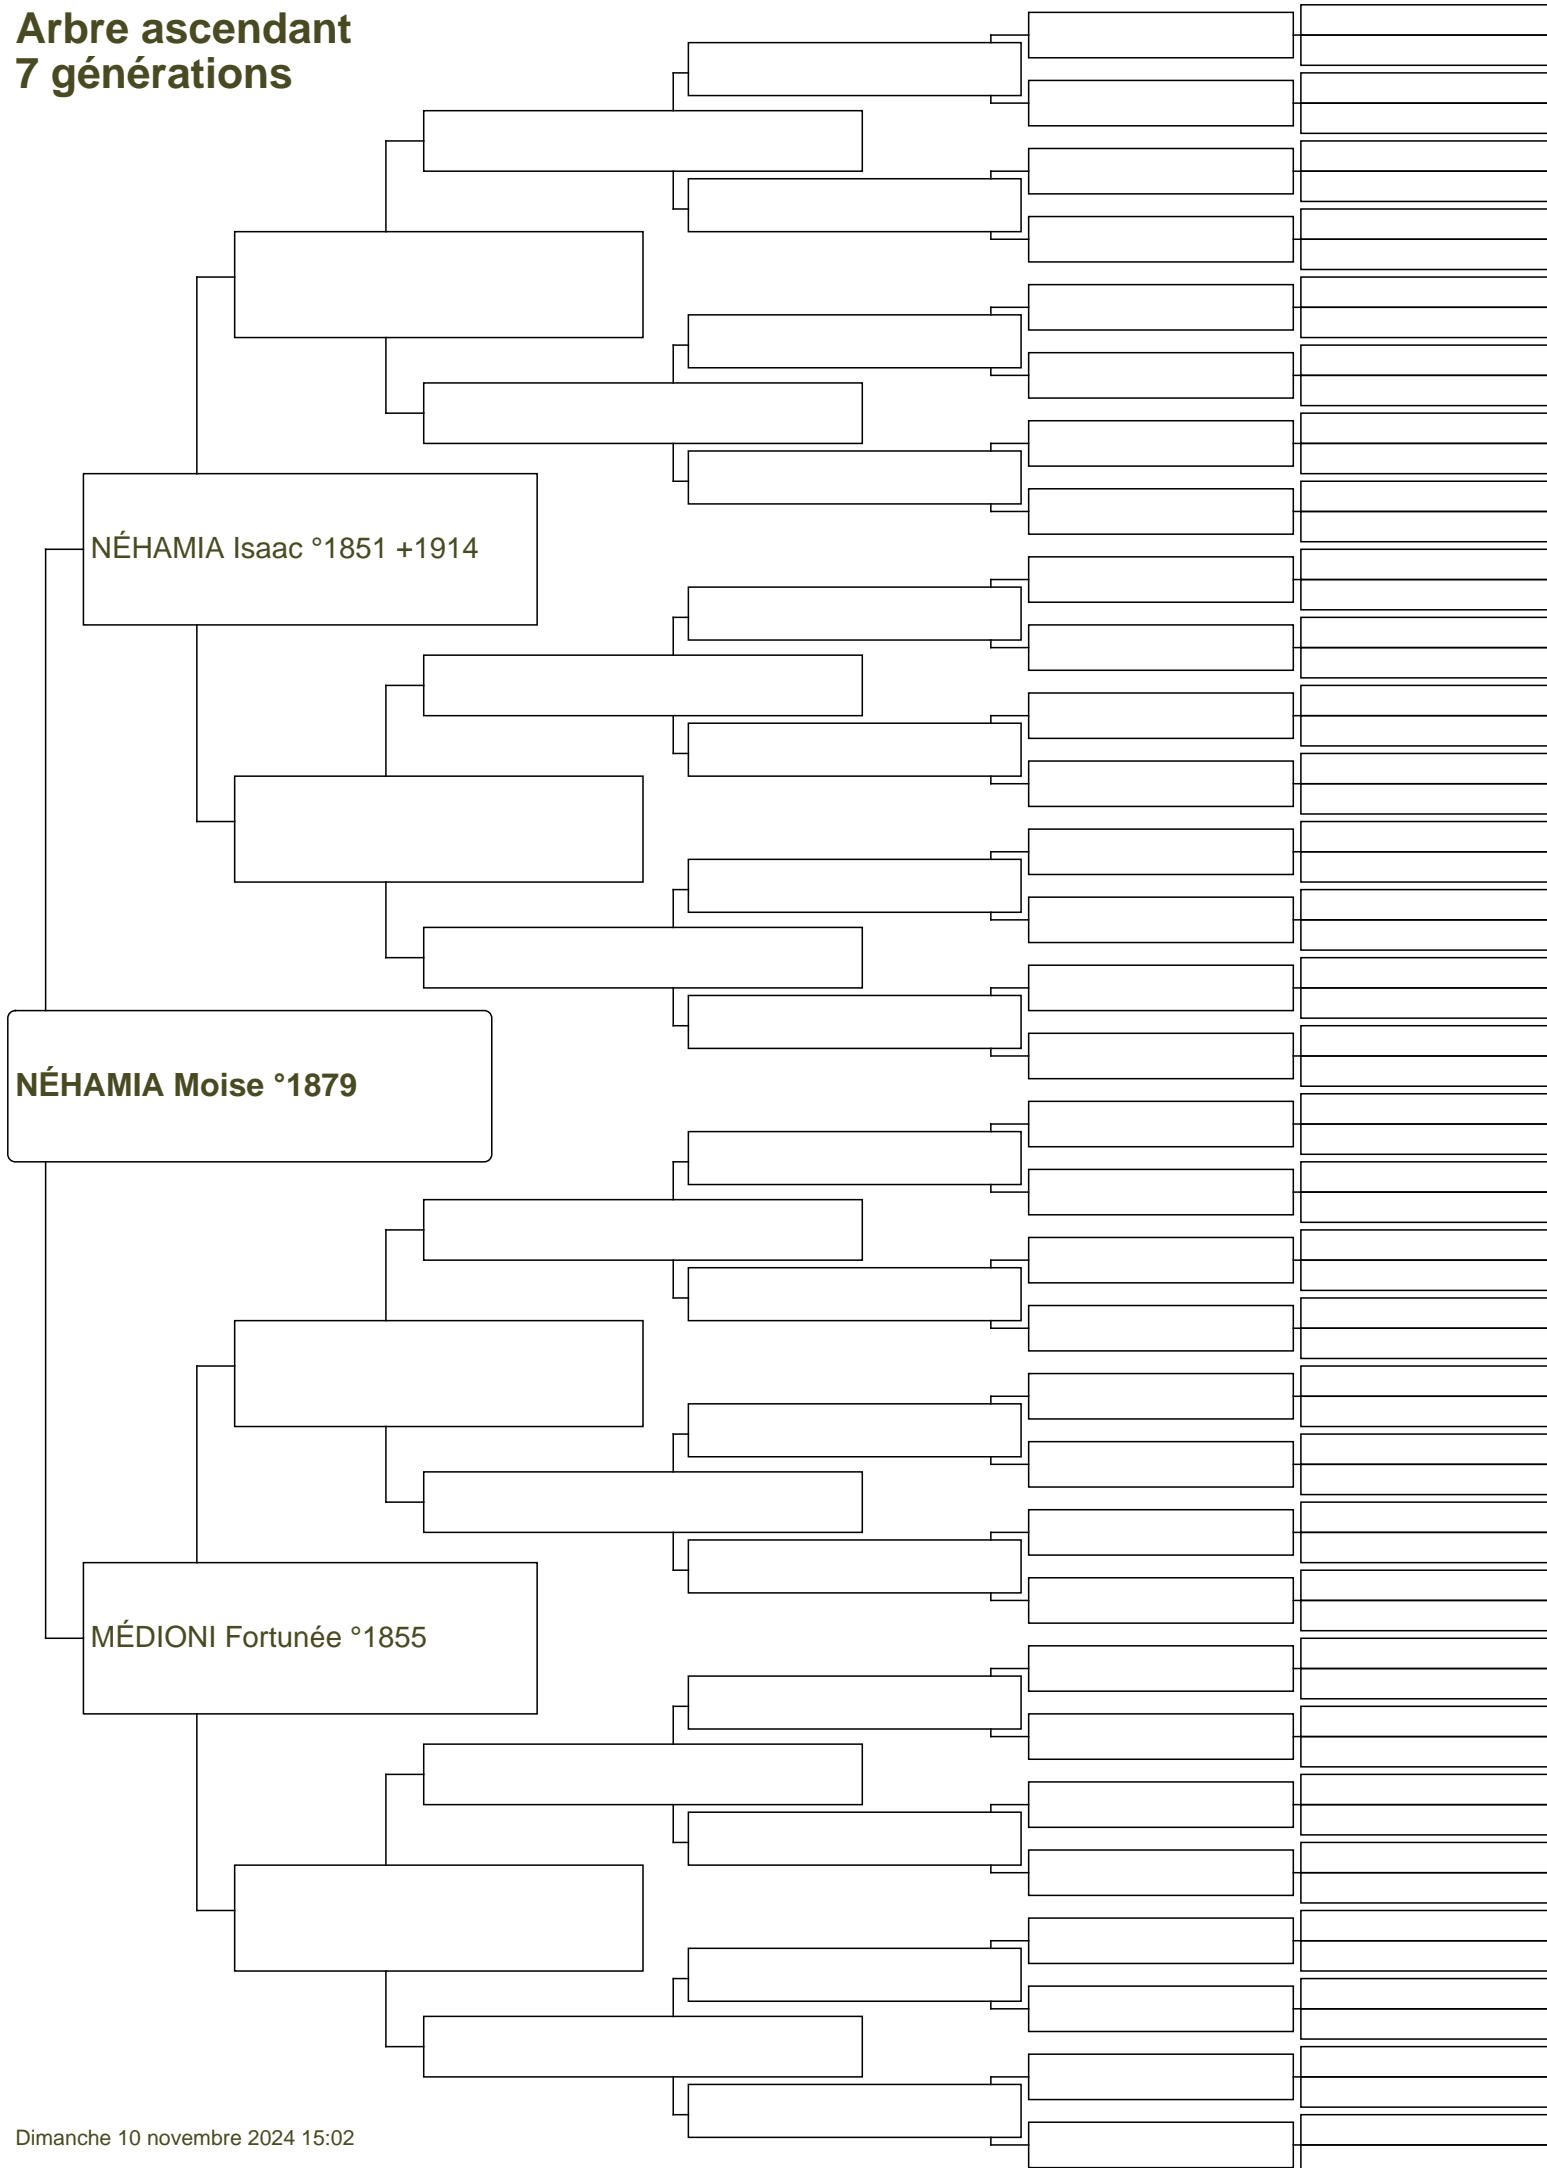 Arbre ascendant
7 générations
NÉHAMIA Isaac °1851 +1914
NÉHAMIA Moise °1879
MÉDIONI Fortunée °1855
Dimanche 10 novembre 2024 15:02